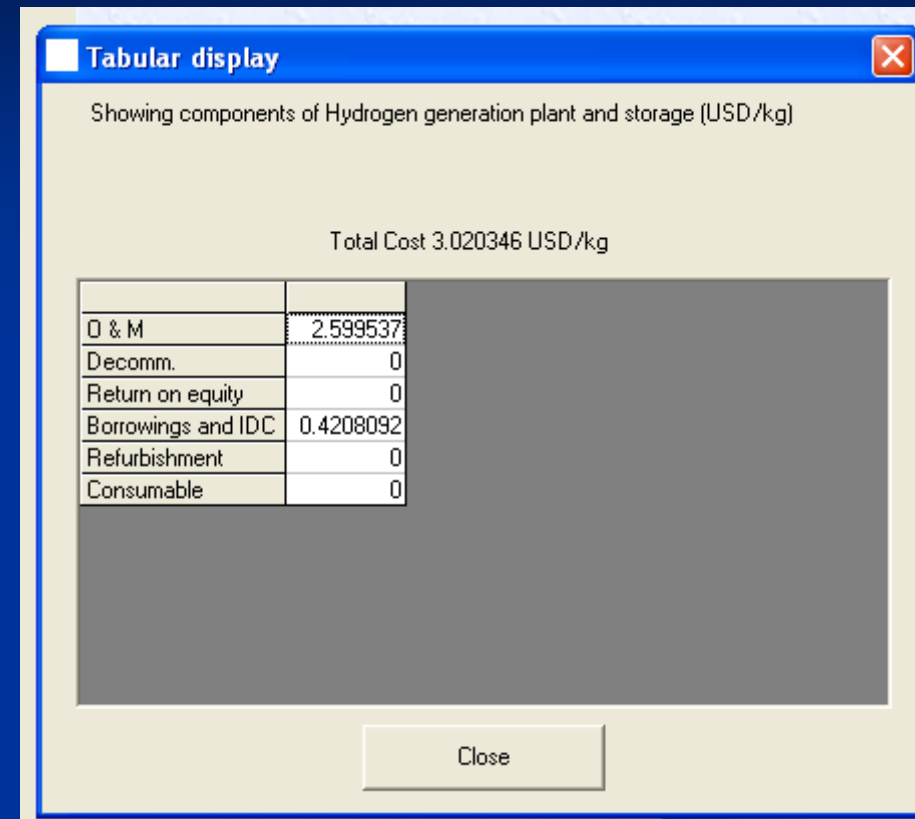 Tabular display
Showing components of Hydrogen generation plant and storage (USD/kg)
Total Cost 3.020346 USD/kg
O & M 2.599537
Decomm. 0
Return on equity 0
Borrowings and IDC 0.4208092
Refurbishment 0
Consumable 0
Close